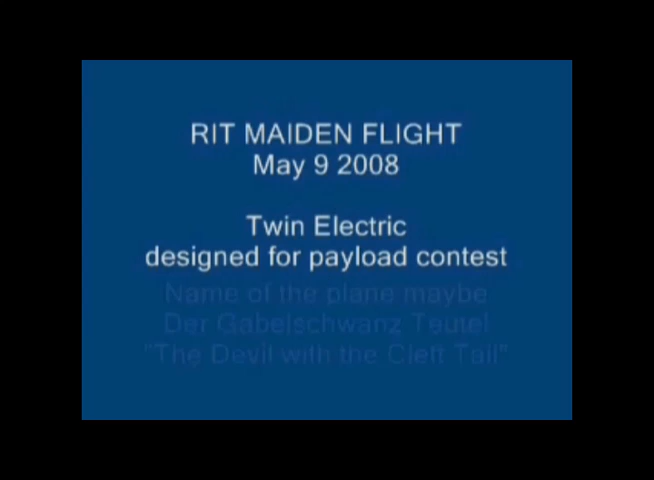 RIT MAIDEN FLIGHT
May 9 2008
Twin Electric
designed for payload contest
Name of the plane maybe
Der Gabelschwanz Teutel
"The Devil with the Cleft Tail"